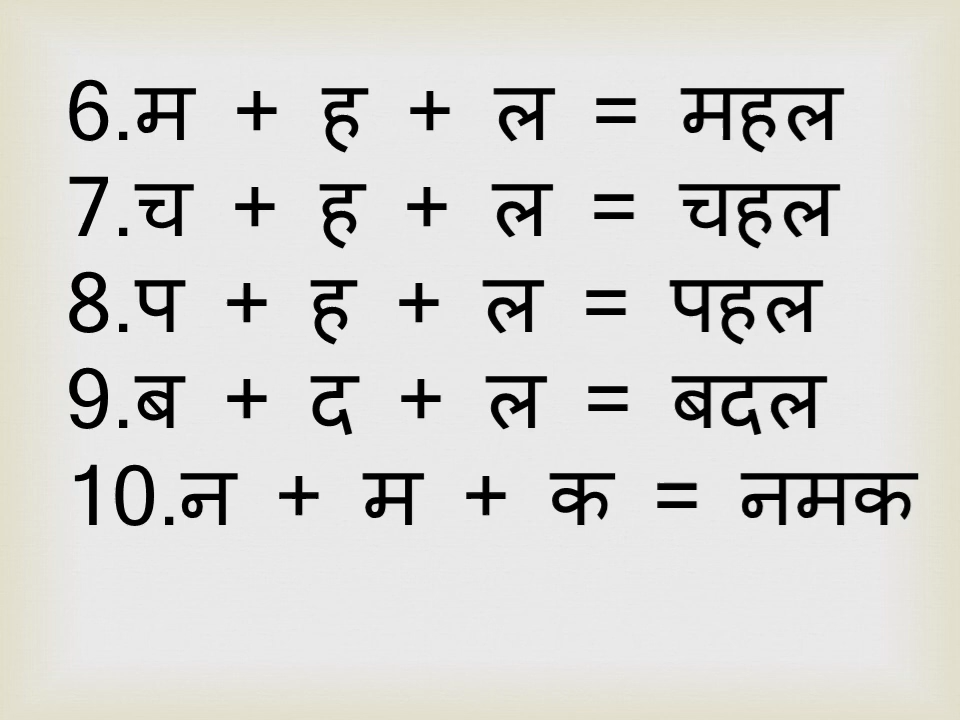 6.म + ह + ल = महल
7.च + ह + ल = चहल
8.प + ह + ल = पहल
9.ब + द + ल = बदल
10.न + म + क = नमक